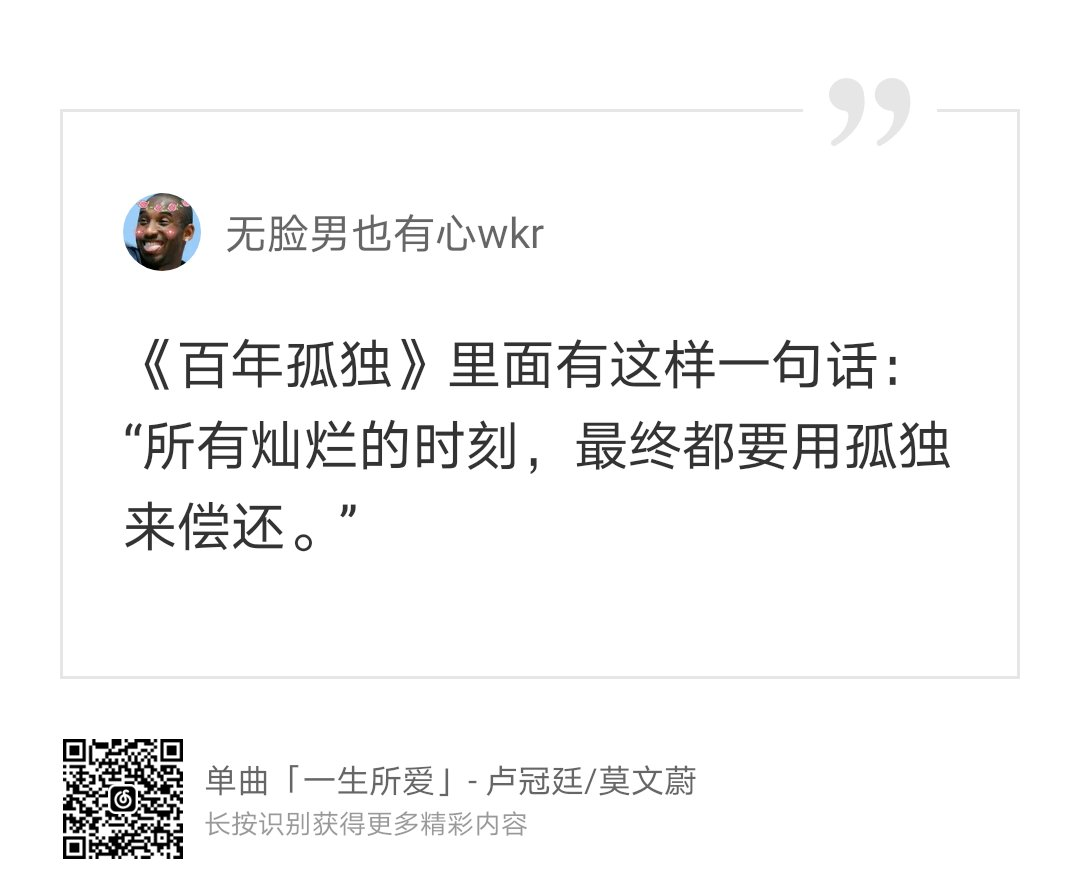 ”
无脸男也有心wkr
《百年孤独》里面有这样一句话：
“所有灿烂的时刻，最终都要用孤独
来偿还。”
单曲「一生所爱」- 卢冠廷/莫文蔚
长按识别获得更多精彩内容